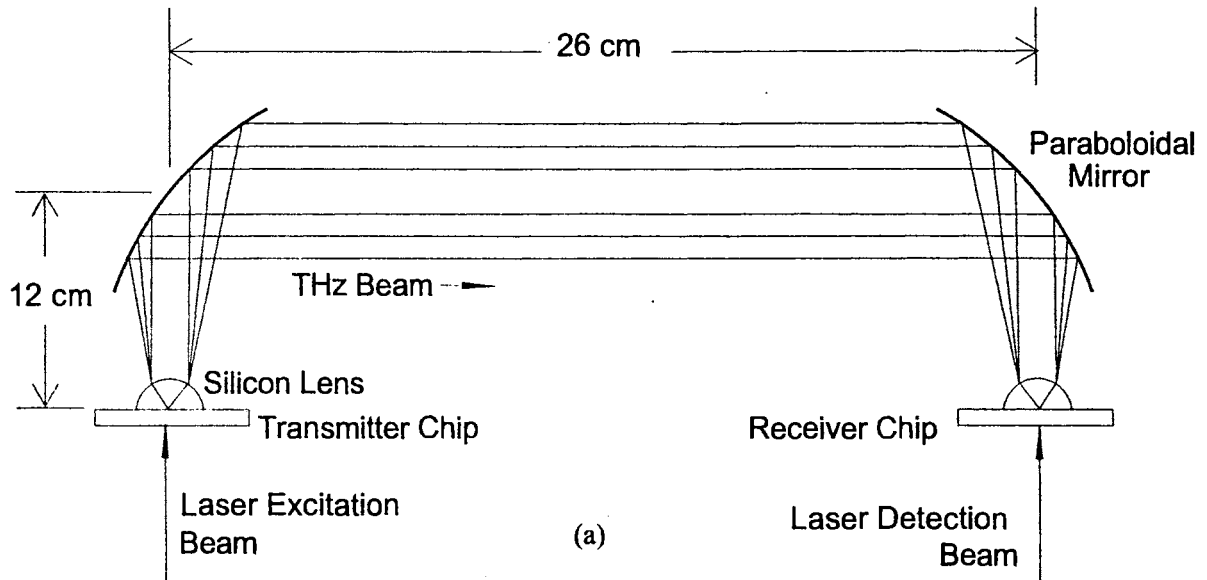 26 cm
Paraboloidal
Mirror
12 cm
THz Beam
Silicon Lens
Transmitter Chip
Receiver Chip
Laser Excitation
Beam
(a)
Laser Detection
Beam